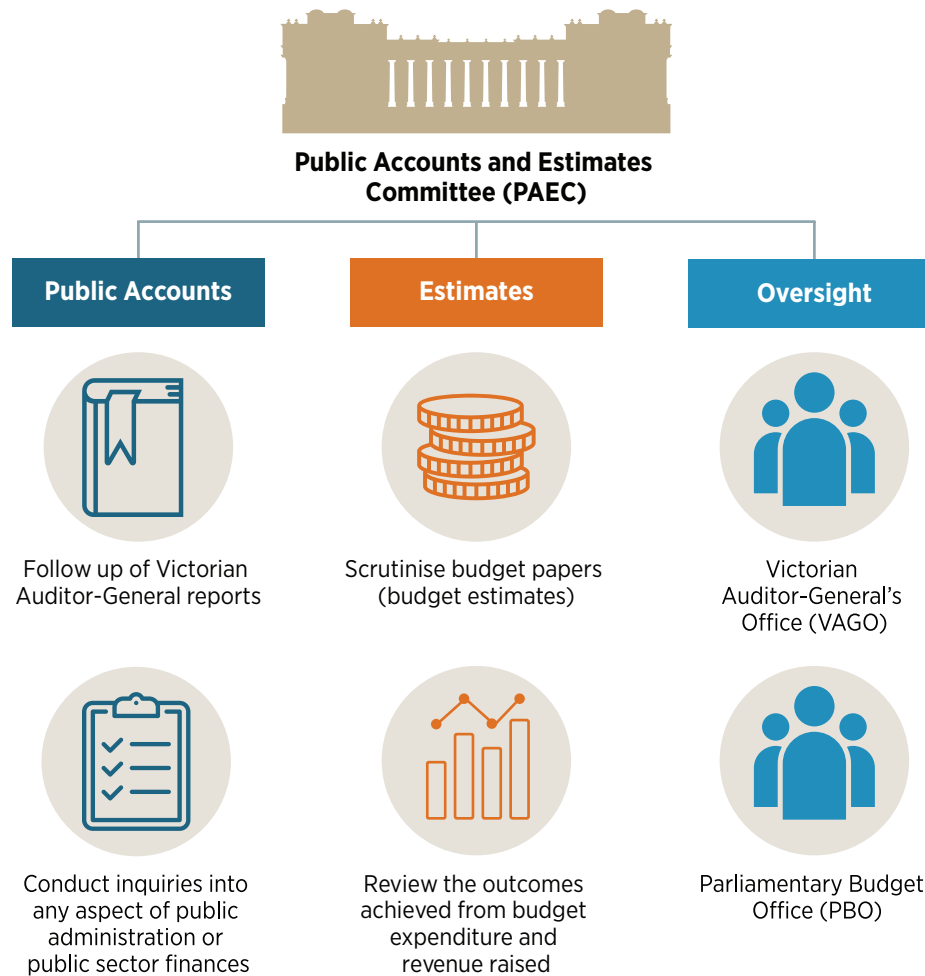 Public Accounts and Estimates
Committee (PAEC)
Public Accounts
Estimates
Oversight
Follow up of Victorian
Auditor-General reports
Scrutinise budget papers
(budget estimates)
Victorian
Auditor-General’s
Office (VAGO)
Conduct inquiries into
any aspect of public
administration or
public sector finances
Review the outcomes
achieved from budget
expenditure and
revenue raised
Parliamentary Budget
Office (PBO)